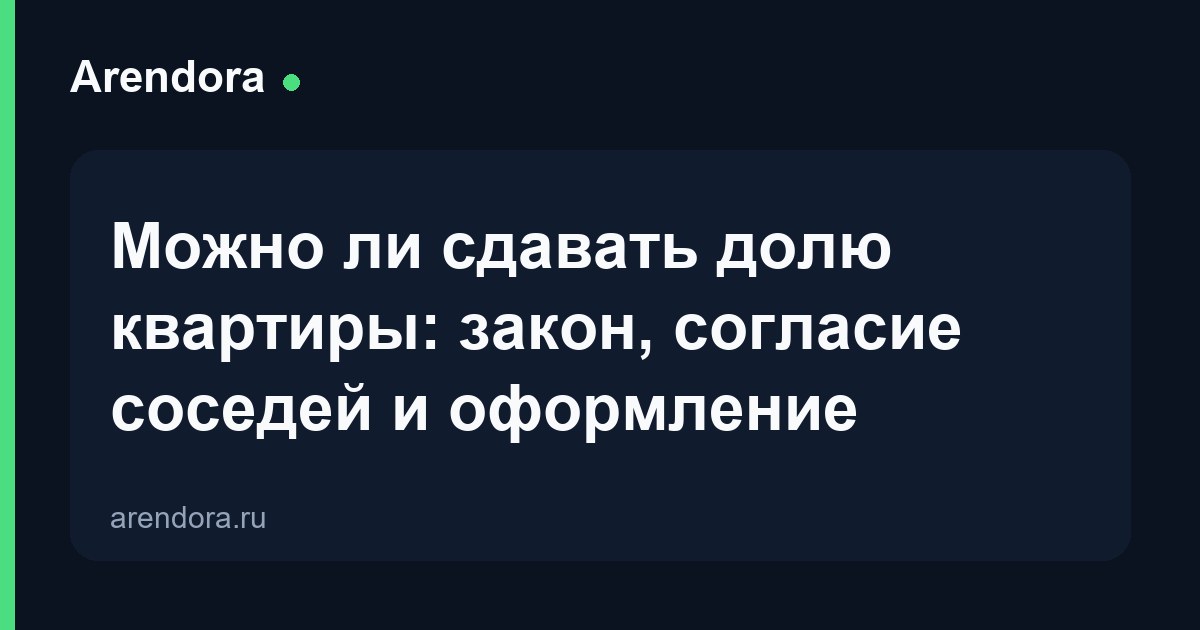 Arendora
Можно ли сдавать долю
квартиры: закон, согласие
соседей и оформление
arendora.ru